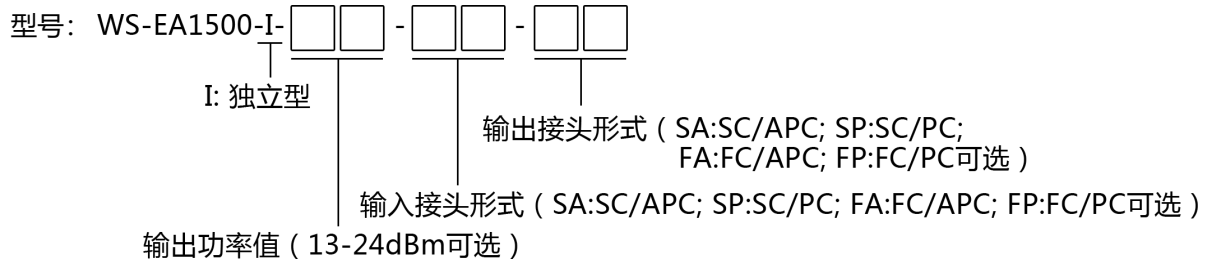 型号： WS-EA1500-I-□□-□□-□□
I: 独立型
输出接头形式（SA:SC/APC; SP:SC/PC;
FA:FC/APC; FP:FC/PC可选）
输入接头形式（SA:SC/APC; SP:SC/PC; FA:FC/APC; FP:FC/PC可选）
输出功率值（13-24dBm可选）